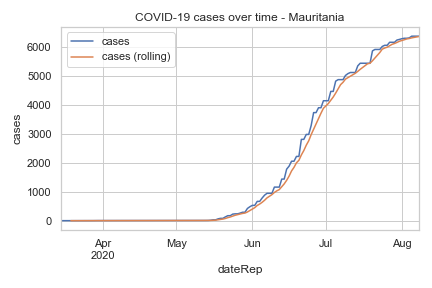 COVID-19 cases over time - Mauritania
cases
cases (rolling)
6000
5000
4000
3000
2000
1000
0
cases
Apr
2020
May
Jun
Jul
Aug
dateRep